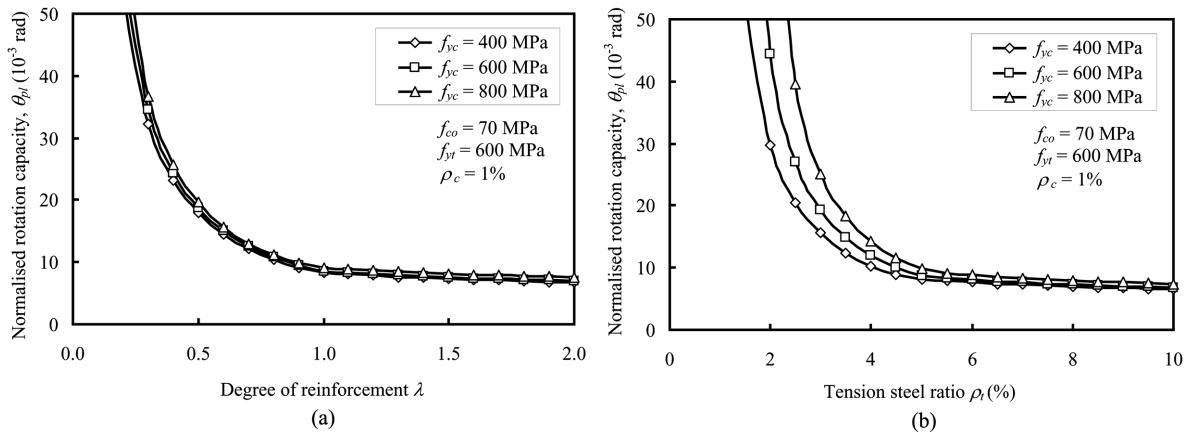 Normalised rotation capacity, θpl (10⁻³ rad)
50
40
30
20
10
0
0.0 0.5 1.0 1.5 2.0
Degree of reinforcement λ
(a)
fyc = 400 MPa
fyc = 600 MPa
fyc = 800 MPa
fco = 70 MPa
fyt = 600 MPa
ρc = 1%
Normalised rotation capacity, θpl (10⁻³ rad)
50
40
30
20
10
0
0 2 4 6 8 10
Tension steel ratio ρt (%)
(b)
fyc = 400 MPa
fyc = 600 MPa
fyc = 800 MPa
fco = 70 MPa
fyt = 600 MPa
ρc = 1%